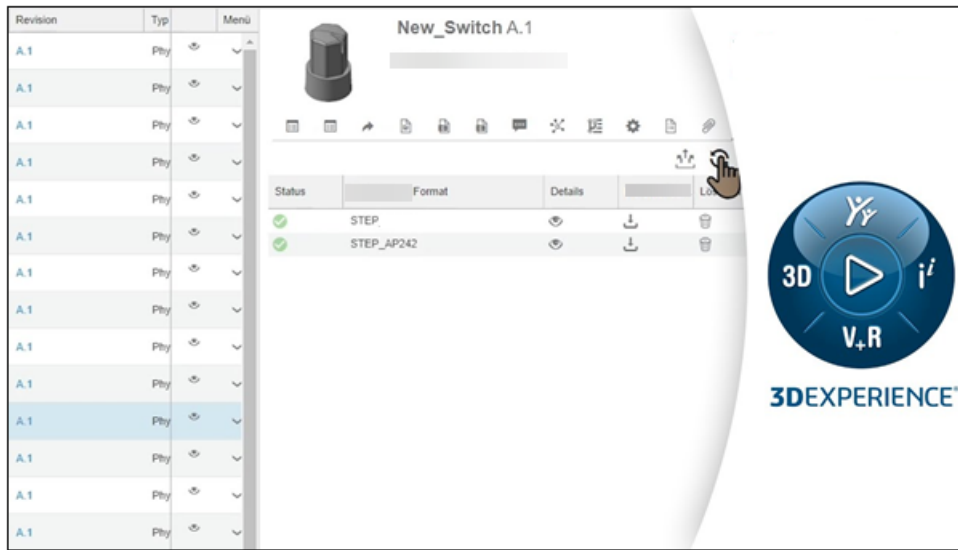 Revision Typ Menü
A.1 Phy
A.1 Phy
A.1 Phy
A.1 Phy
A.1 Phy
A.1 Phy
A.1 Phy
A.1 Phy
A.1 Phy
A.1 Phy
A.1 Phy
A.1 Phy
A.1 Phy
A.1 Phy
New_Switch A.1
Status Format Details
STEP
STEP_AP242
3D
i
V+R
3DEXPERIENCE